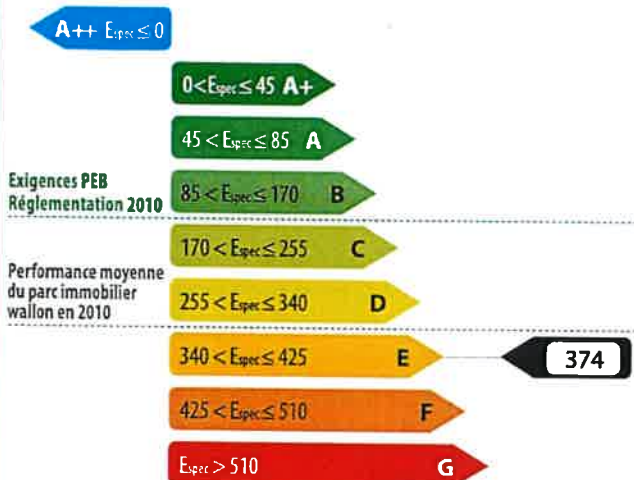 A++ Espec ≤ 0
0 < Espec ≤ 45 A+
45 < Espec ≤ 85 A
Exigences PEB
Réglementation 2010
85 < Espec ≤ 170 B
170 < Espec ≤ 255 C
Performance moyenne
du parc immobilier
wallon en 2010
255 < Espec ≤ 340 D
340 < Espec ≤ 425 E
374
425 < Espec ≤ 510 F
Espec > 510 G